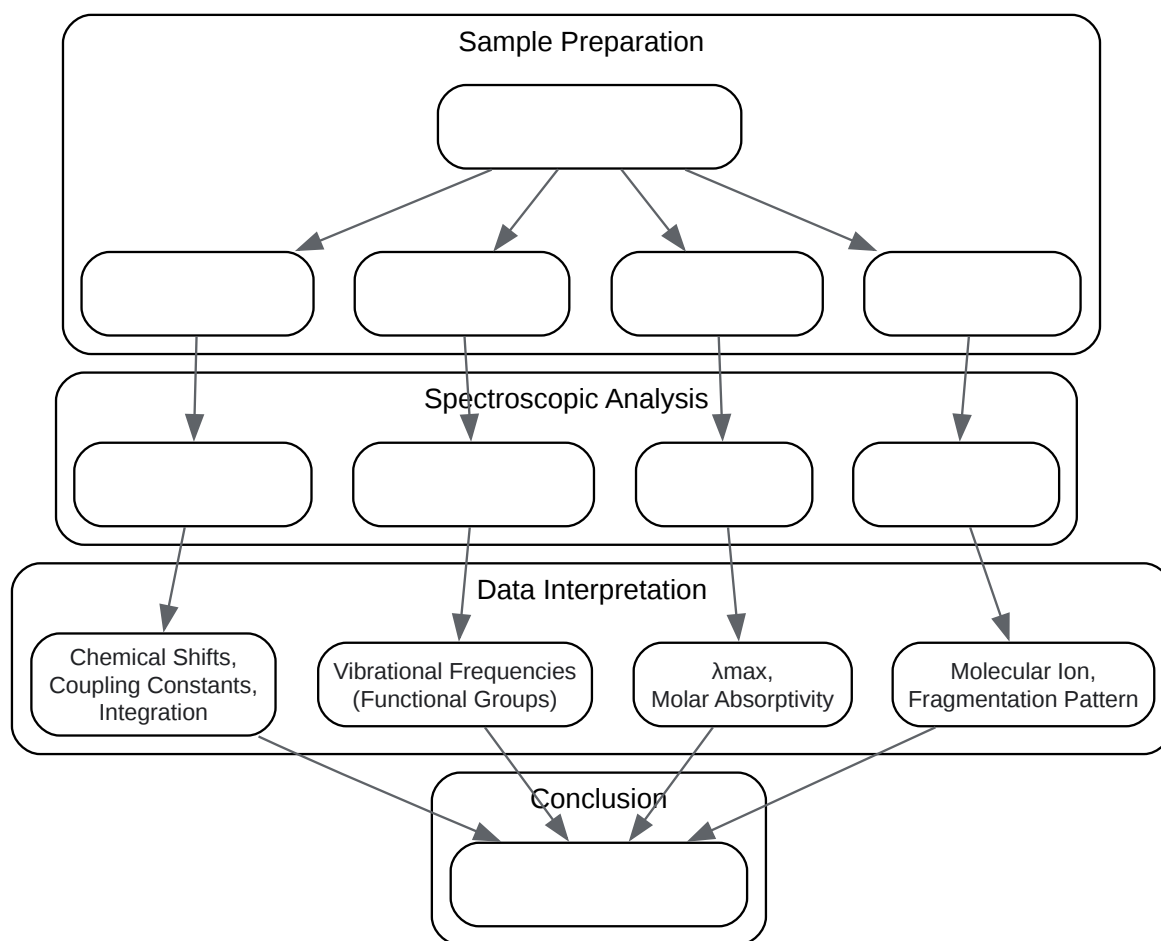 Sample Preparation
Spectroscopic Analysis
Data Interpretation
Chemical Shifts,
Coupling Constants,
Integration
Vibrational Frequencies
(Functional Groups)
λmax,
Molar Absorptivity
Molecular Ion,
Fragmentation Pattern
Conclusion